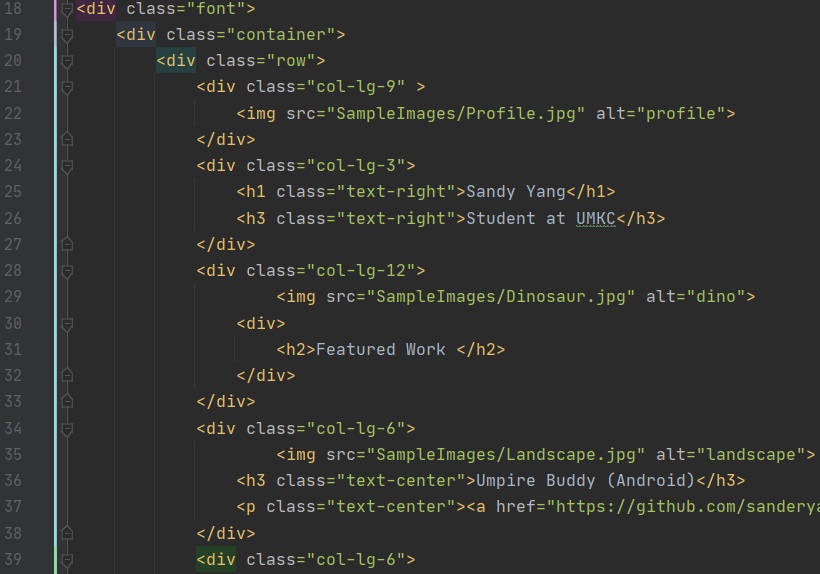 18 <div class="font">
19 <div class="container">
20 <div class="row">
21 <div class="col-lg-9" >
22 <img src="SampleImages/Profile.jpg" alt="profile">
23 </div>
24 <div class="col-lg-3">
25 <h1 class="text-right">Sandy Yang</h1>
26 <h3 class="text-right">Student at UMKC</h3>
27 </div>
28 <div class="col-lg-12">
29 <img src="SampleImages/Dinosaur.jpg" alt="dino">
30 <div>
31 <h2>Featured Work </h2>
32 </div>
33 </div>
34 <div class="col-lg-6">
35 <img src="SampleImages/Landscape.jpg" alt="landscape">
36 <h3 class="text-center">Umpire Buddy (Android)</h3>
37 <p class="text-center"><a href="https://github.com/sanderya
38 </div>
39 <div class="col-lg-6">